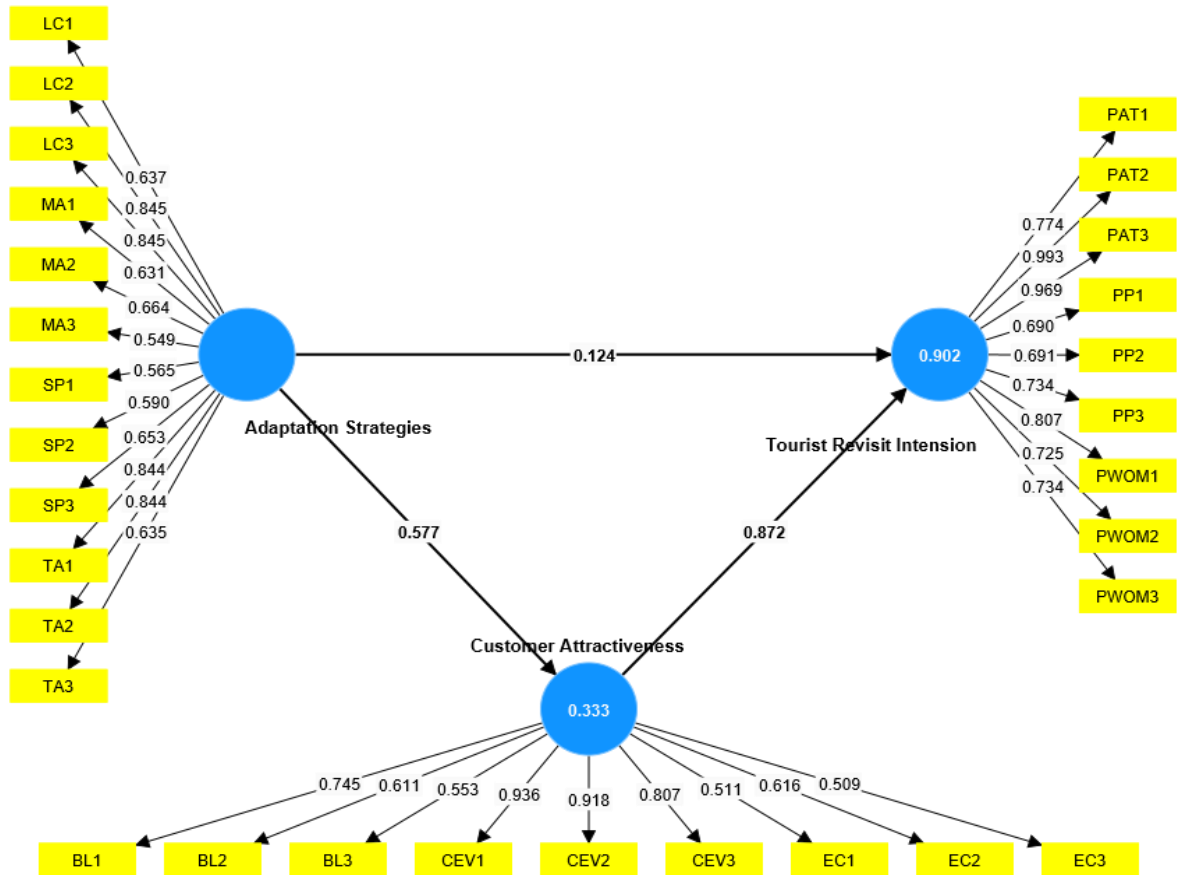 LC1
LC2
LC3
MA1
MA2
MA3
SP1
SP2
SP3
TA1
TA2
TA3
0.637
0.845
0.845
0.631
0.664
0.549
0.565
0.590
0.653
0.844
0.844
0.635
Adaptation Strategies
0.124
0.577
0.872
0.902
Tourist Revisit Intension
0.774
0.993
0.969
0.690
0.691
0.734
0.807
0.725
0.734
PAT1
PAT2
PAT3
PP1
PP2
PP3
PWOM1
PWOM2
PWOM3
Customer Attractiveness
0.333
0.745
0.611
0.553
0.936
0.918
0.807
0.511
0.616
0.509
BL1
BL2
BL3
CEV1
CEV2
CEV3
EC1
EC2
EC3